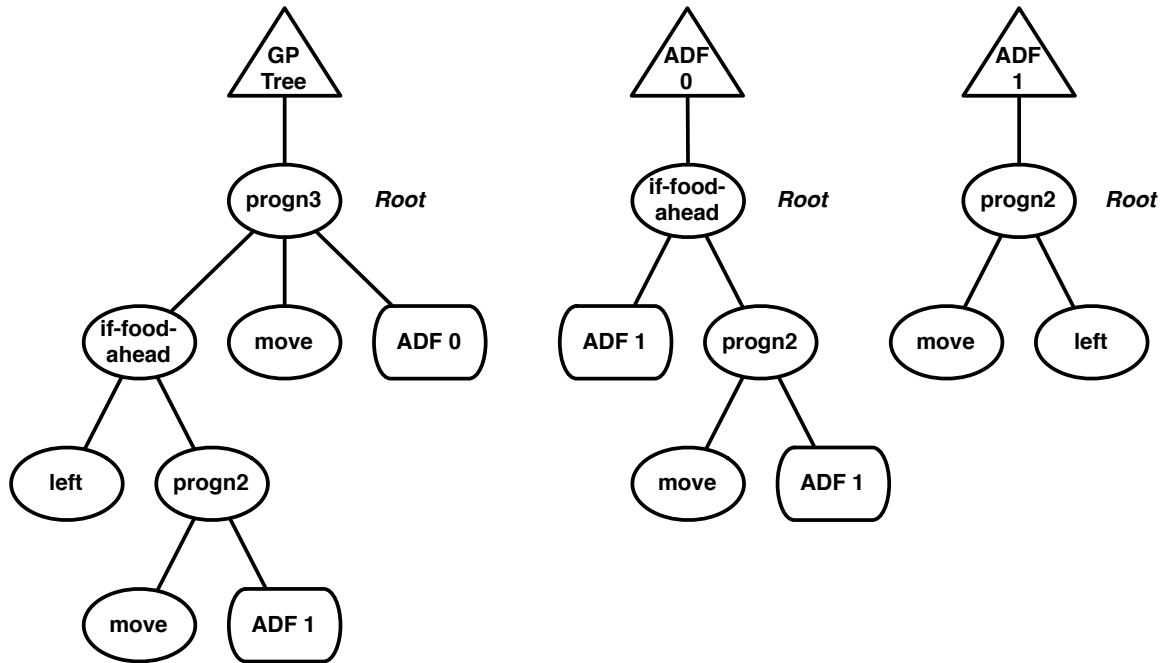 GP
Tree
progn3
Root
if-food-
ahead
move
ADF 0
left
progn2
move
ADF 1
ADF
0
if-food-
ahead
Root
ADF 1
progn2
move
ADF 1
ADF
1
progn2
Root
move
left